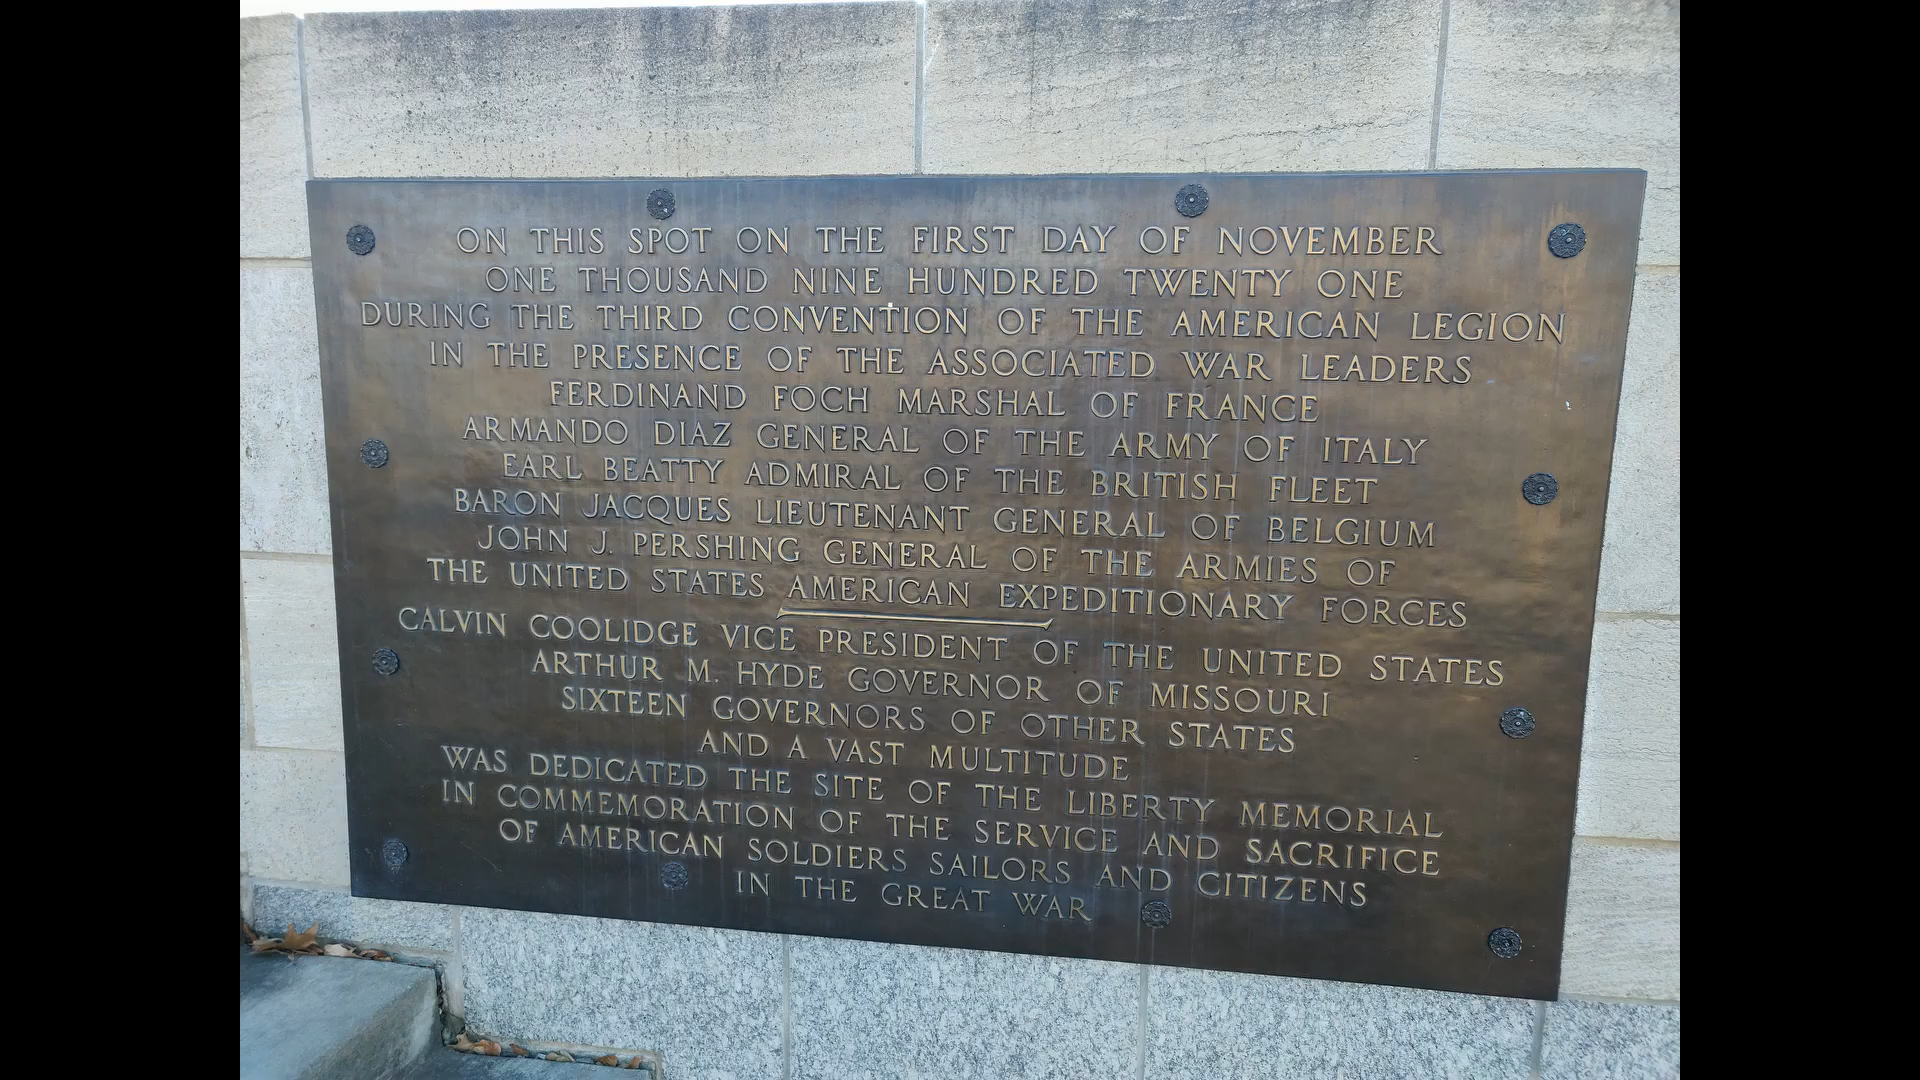 ON THIS SPOT ON THE FIRST DAY OF NOVEMBER
ONE THOUSAND NINE HUNDRED TWENTY ONE
DURING THE THIRD CONVENTION OF THE AMERICAN LEGION
IN THE PRESENCE OF THE ASSOCIATED WAR LEADERS
FERDINAND FOCH MARSHAL OF FRANCE
ARMANDO DIAZ GENERAL OF THE ARMY OF ITALY
EARL BEATTY ADMIRAL OF THE BRITISH FLEET
BARON JACQUES LIEUTENANT GENERAL OF BELGIUM
JOHN J. PERSHING GENERAL OF THE ARMIES OF
THE UNITED STATES AMERICAN EXPEDITIONARY FORCES
CALVIN COOLIDGE VICE PRESIDENT OF THE UNITED STATES
ARTHUR M. HYDE GOVERNOR OF MISSOURI
SIXTEEN GOVERNORS OF OTHER STATES
AND A VAST MULTITUDE
WAS DEDICATED THE SITE OF THE LIBERTY MEMORIAL
IN COMMEMORATION OF THE SERVICE AND SACRIFICE
OF AMERICAN SOLDIERS SAILORS AND CITIZENS
IN THE GREAT WAR